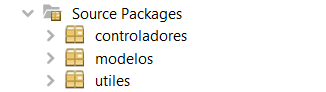 Source Packages
controladores
modelos
utiles